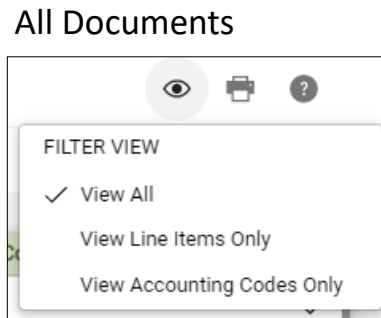 All Documents
?
FILTER VIEW
View All
View Line Items Only
View Accounting Codes Only